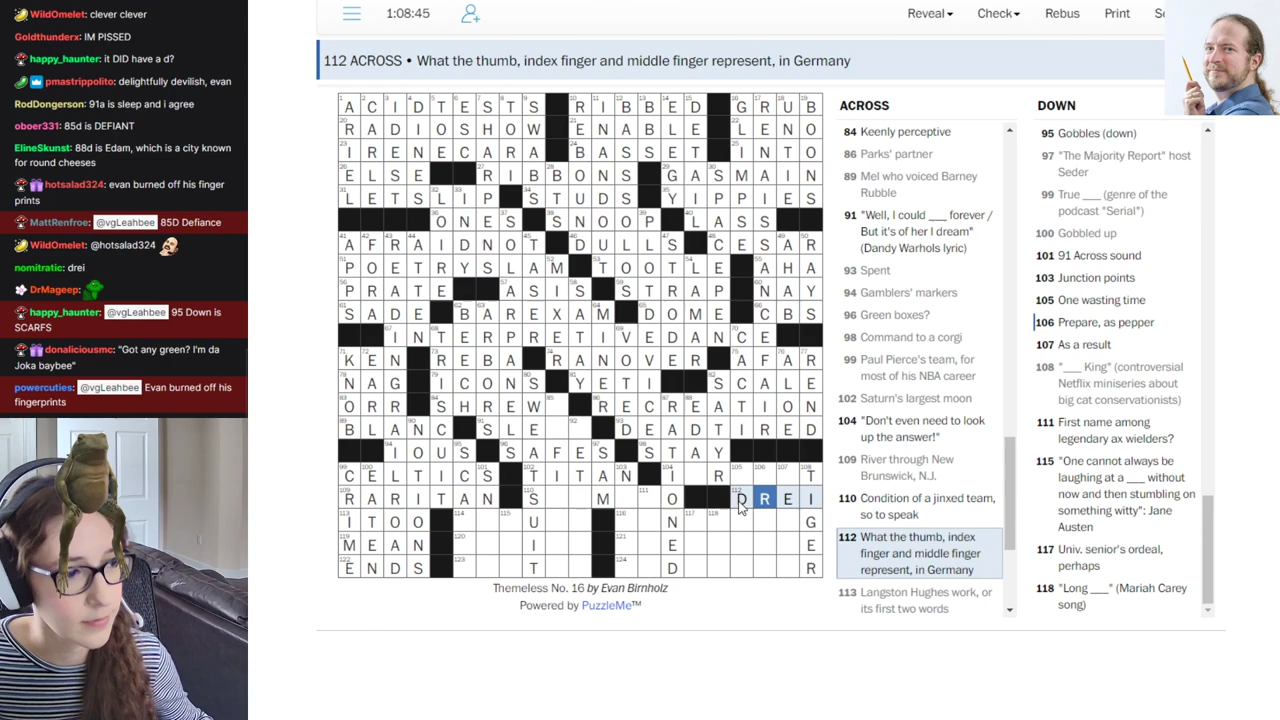 WildOmelet: clever clever
Goldthunderx: IM PISSED
happy_haunter: it DID have a d?
pmastrippolito: delightfully devilish, evan
RodDongerson: 91a is sleep and i agree
oboer331: 85d is DEFIANT
ElineSkunst: 88d is Edam, which is a city known
for round cheeses
hotsalad324: evan burned off his finger
prints
MattRenfroe: @vgLeahbee 85D Defiance
WildOmelet: @hotsalad324
nomitratic: drei
DrMageep:
happy_haunter: @vgLeahbee 95 Down is
SCARFS
donaliciousmc: "Got any green? I'm da
Joka baybee"
powercuties: @vgLeahbee Evan burned off his
fingerprints
1:08:45
Reveal
Check
Rebus
Print
112 ACROSS • What the thumb, index finger and middle finger represent, in Germany
A C I D T E S T S R I B B E D G R U B
R A D I O S H O W E N A B L E L E N O
I R E N E C A R A B A S S E T I N T O
E L S E R I B B O N S G A S M A I N
L E T S L I P S T U D S Y I P P I E S
O N E S S N O O P L A S S
A F R A I D N O T D U L L S C E S A R
P O E T R Y S L A M T O O T L E A H A
P R A T E A S I S S T R A P N A Y
S A D E B A R E X A M D O M E C B S
I N T E R R E T I V E D A N C E
K E N R E B A R A N O V E R A F T R
N A G I C O N S Y E T I S C A L E
O R R S H R E W R E C R E A T I O N
B L A N C S L E D E A D T I R E D
I O U S S A F E S S T A Y
C E L T I C S T I T A N I R T
R A R I T A N S M O D R E I
I T O O U N G
M E A N I E E
E N D S T D R
Themeless No. 16 by Evan Birnholz
Powered by PuzzleMe™
ACROSS
84 Keenly perceptive
86 Parks' partner
89 Mel who voiced Barney
Rubble
91 "Well, I could ___ forever /
But it's of her I dream"
(Dandy Warhols lyric)
93 Spent
94 Gamblers' markers
96 Green boxes?
98 Command to a corgi
99 Paul Pierce's team, for
most of his NBA career
102 Saturn's largest moon
104 "Don't even need to look
up the answer!"
109 River through New
Brunswick, N.J.
110 Condition of a jinxed team,
so to speak
112 What the thumb, index
finger and middle finger
represent, in Germany
113 Langston Hughes work, or
its first two words
DOWN
95 Gobbles (down)
97 "The Majority Report" host
Seder
99 True ___ (genre of the
podcast "Serial")
100 Gobbled up
101 91 Across sound
103 Junction points
105 One wasting time
106 Prepare, as pepper
107 As a result
108 "___ King" (controversial
Netflix miniseries about
big cat conservationists)
111 First name among
legendary ax wielders?
115 "One cannot always be
laughing at a ___ without
now and then stumbling on
something witty": Jane
Austen
117 Univ. senior's ordeal,
perhaps
118 "Long ___" (Mariah Carey
song)